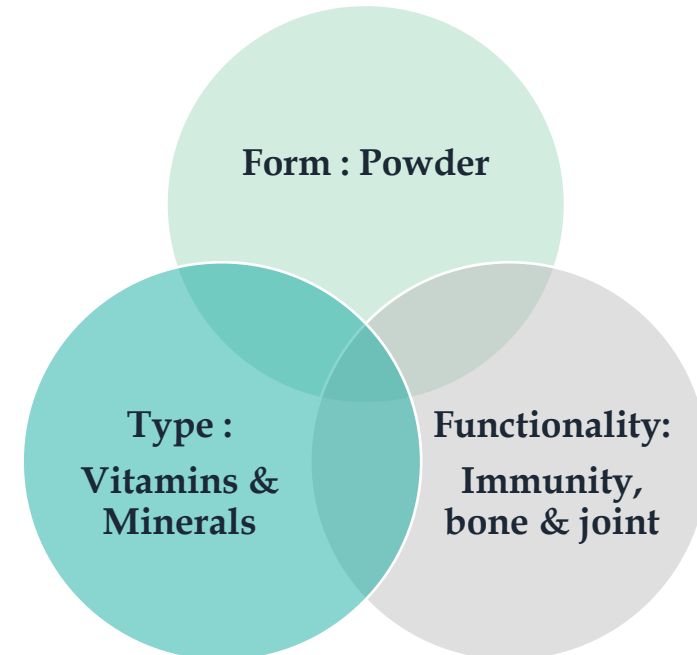 Form : Powder
Type :
Vitamins &
Minerals
Functionality:
Immunity,
bone & joint